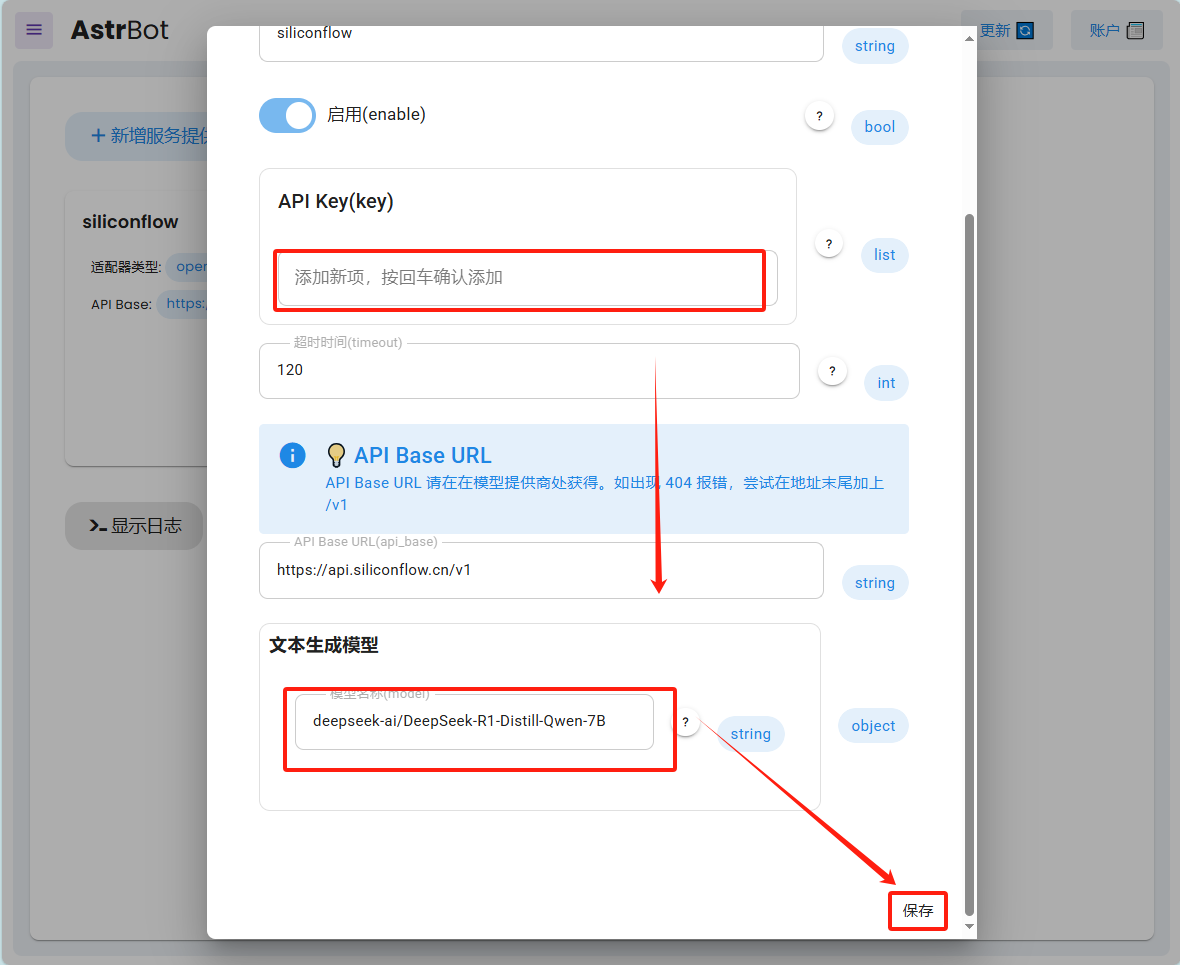 AstrBot
更新
账户
siliconflow
string
启用(enable)
?
bool
+ 新增服务提供
API Key(key)
siliconflow
?
list
适配器类型:
open
添加新项，按回车确认添加
API Base:
https:/
超时时间(timeout)
120
?
int
API Base URL
API Base URL 请在在模型提供商处获得。如出现 404 报错，尝试在地址末尾加上
/v1
显示日志
API Base URL(api_base)
https://api.siliconflow.cn/v1
string
文本生成模型
模型名称(model)
deepseek-ai/DeepSeek-R1-Distill-Qwen-7B
?
string
object
保存